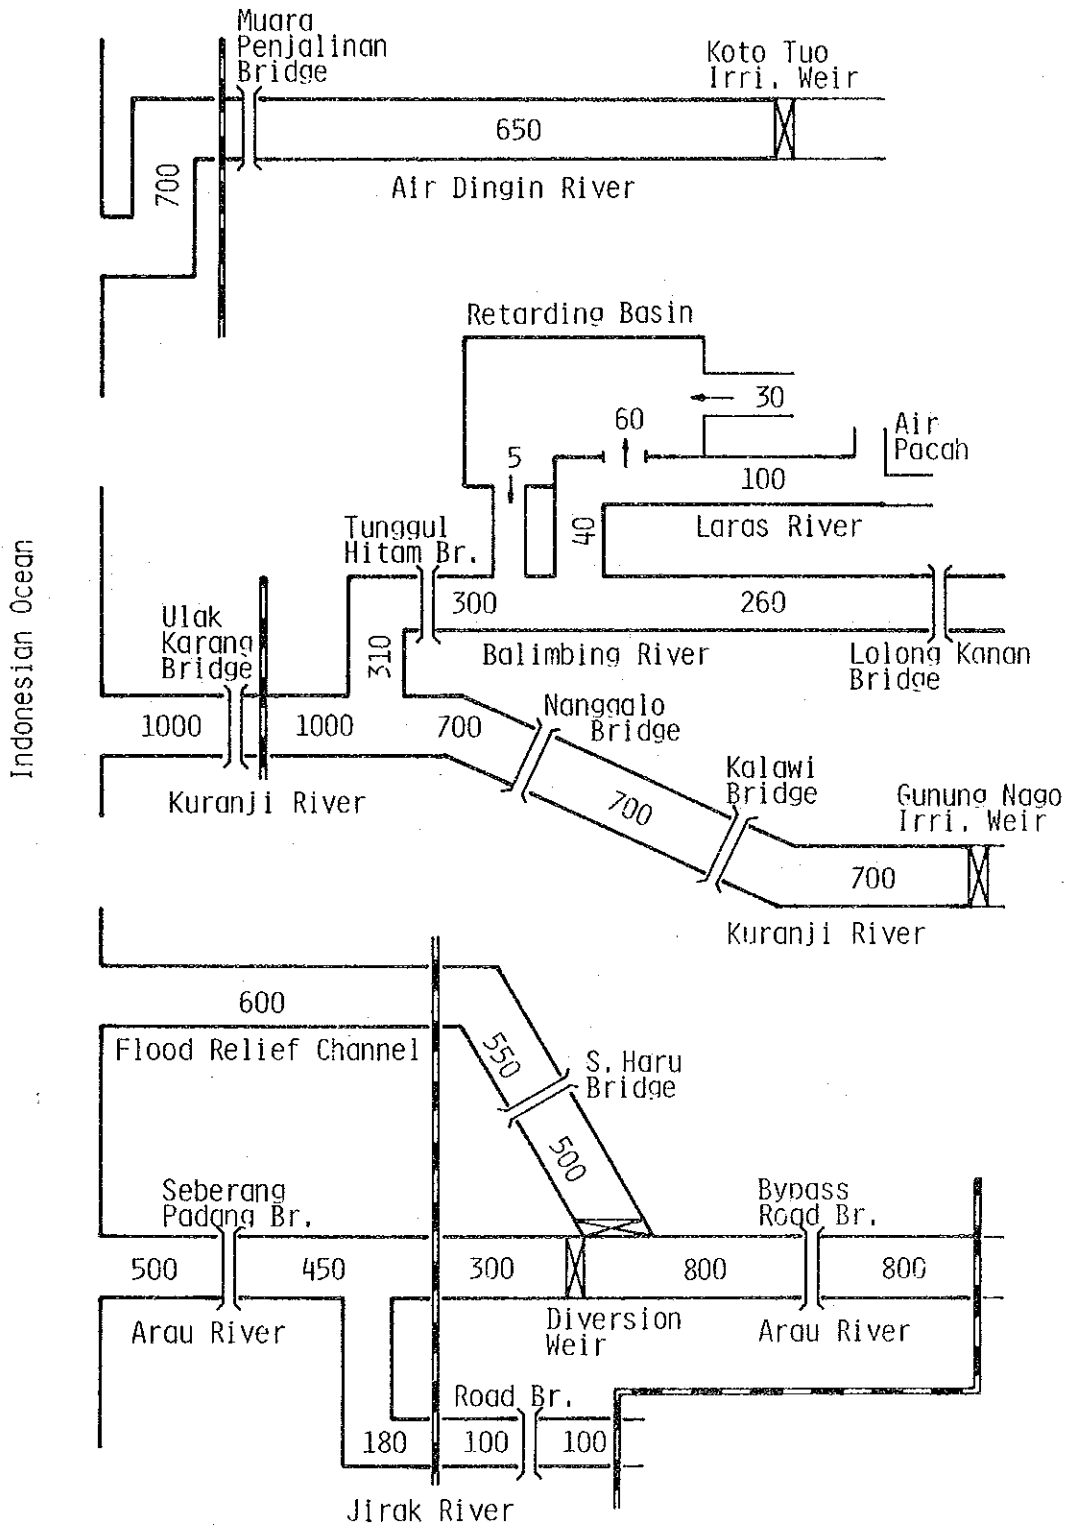 Muara
Penjalinan
Bridge
Koto Tuo
Irri. Weir
650
700
Air Dingin River
Retarding Basin
30
60
Air
Pacah
5
100
40
Laras River
Tunggul
Hitam Br.
300
260
Ulak
Karang
Bridge
310
Balimbing River
Lolong Kanan
Bridge
Indonesian Ocean
1000
1000
700
Nanggalo
Bridge
Kuranji River
700
Kalawi
Bridge
Gunung Nago
Irri. Weir
700
Kuranji River
600
Flood Relief Channel
550
S. Haru
Bridge
500
Seberang
Padang Br.
Bypass
Road Br.
500
450
300
800
800
Arau River
Diversion
Weir
Arau River
Road Br.
180
100
100
Jirak River